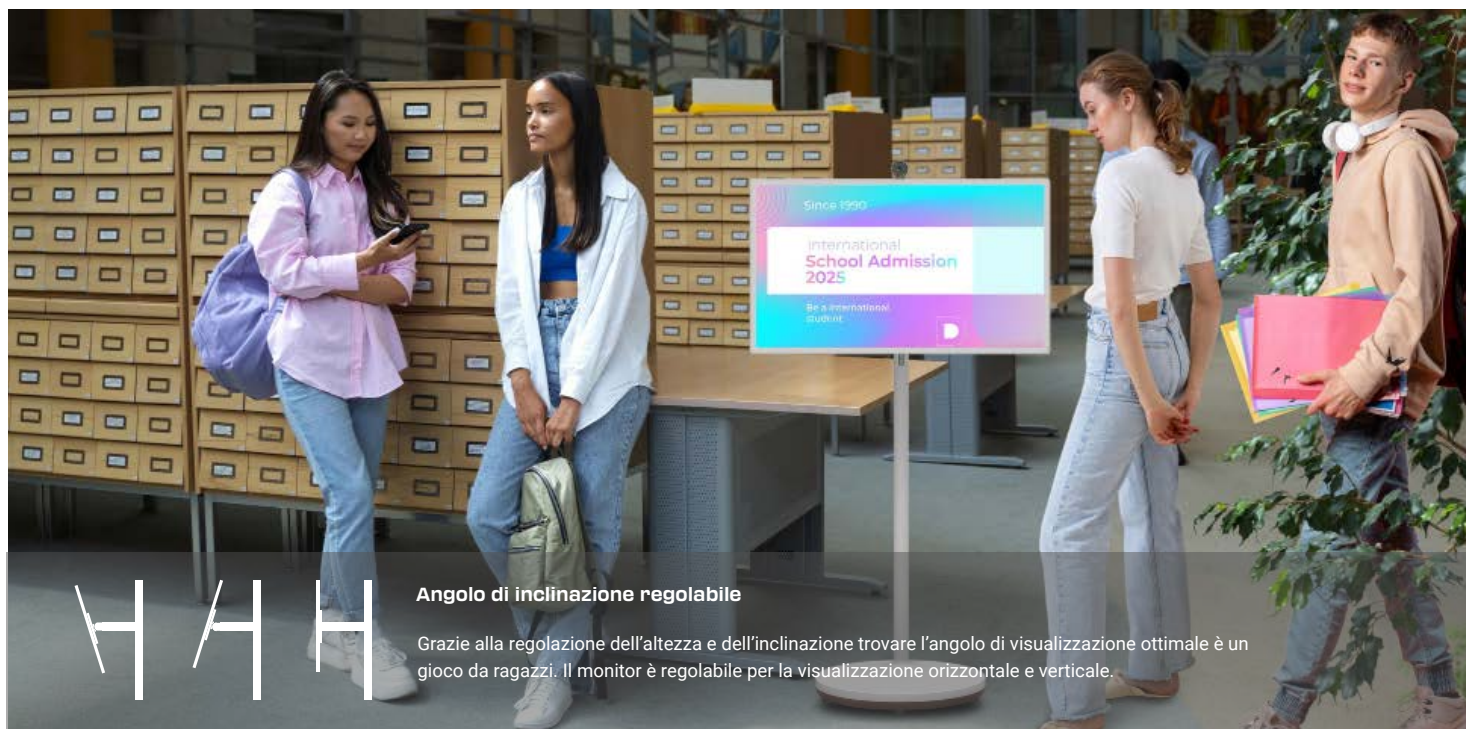 Since 1990
international
School Admission
2025
Be a international
student
D
Angolo di inclinazione regolabile
Grazie alla regolazione dell'altezza e dell'inclinazione trovare l'angolo di visualizzazione ottimale è un
gioco da ragazzi. Il monitor è regolabile per la visualizzazione orizzontale e verticale.